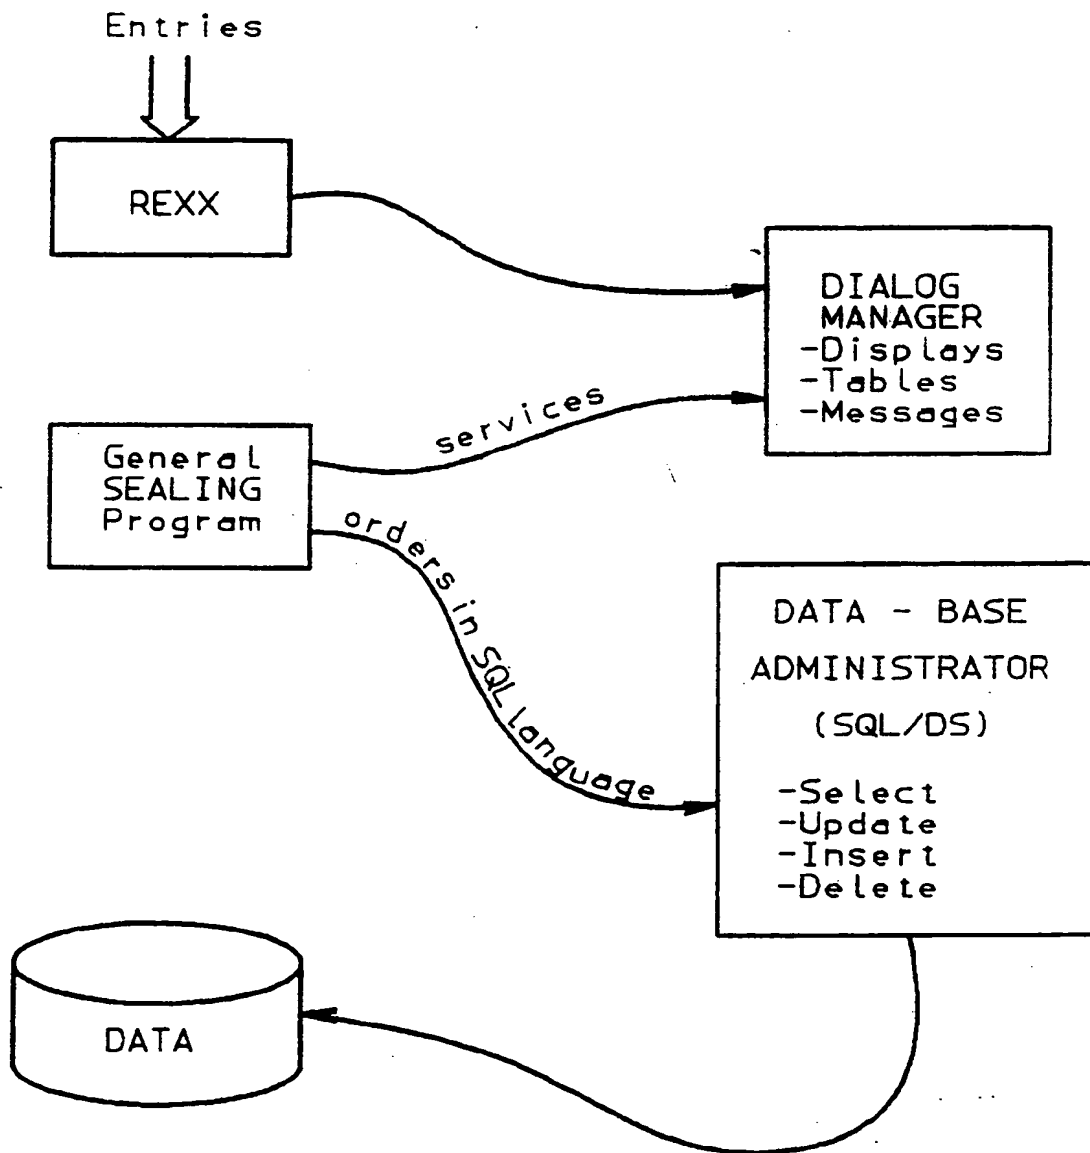 Entries
REXX
DIALOG
MANAGER
-Displays
-Tables
-Messages
services
General
SEALING
Program
orders in SQL language
DATA - BASE
ADMINISTRATOR
(SQL/DS)
-Select
-Update
-Insert
-Delete
DATA